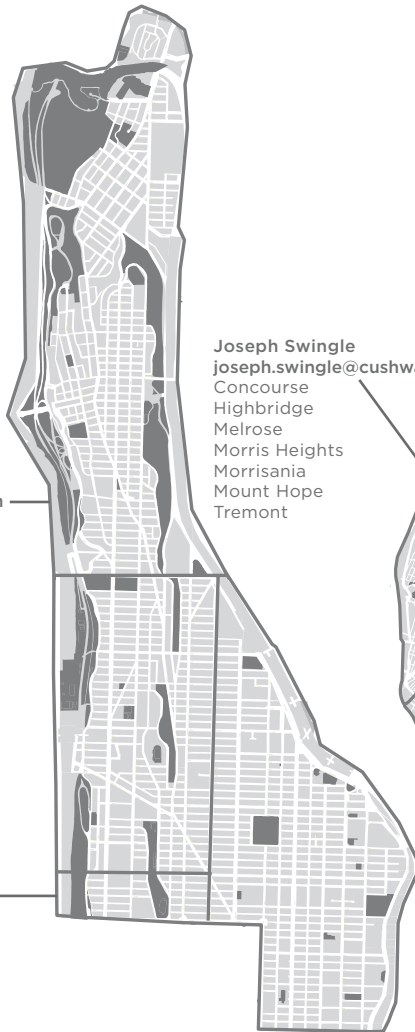 Joseph Swingle
joseph.swingle@cushwa
Concourse
Highbridge
Melrose
Morris Heights
Morrisania
Mount Hope
Tremont